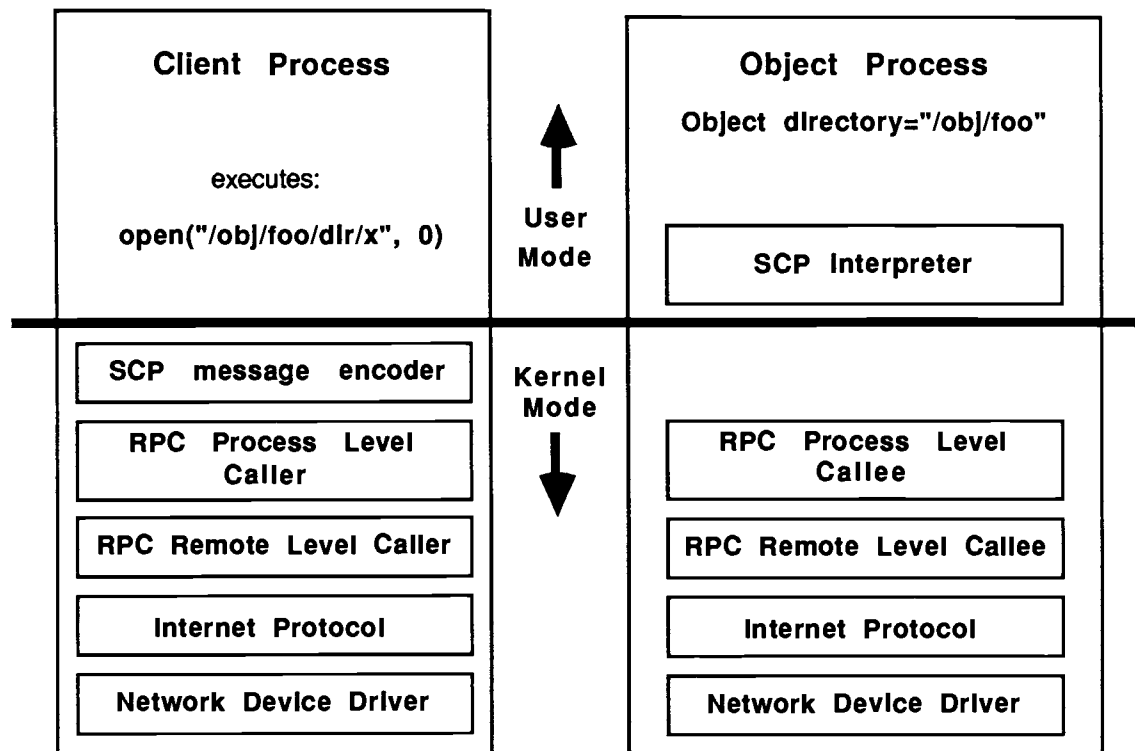 Client Process
executes:
open("/obj/foo/dir/x", 0)
SCP message encoder
RPC Process Level
Caller
RPC Remote Level Caller
Internet Protocol
Network Device Driver
User
Mode
Kernel
Mode
Object Process
Object directory="/obj/foo"
SCP Interpreter
RPC Process Level
Callee
RPC Remote Level Callee
Internet Protocol
Network Device Driver